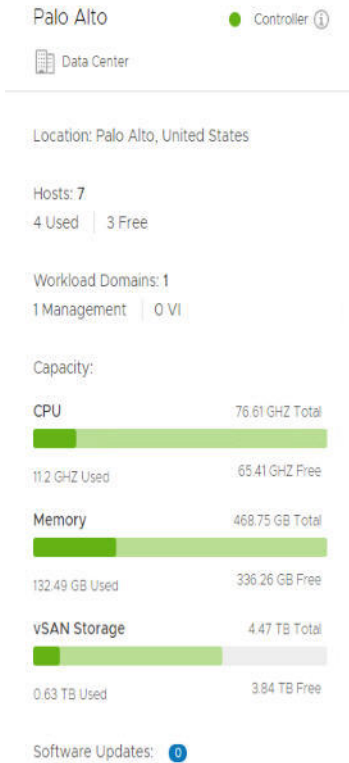 Palo Alto Controller
Data Center
Location: Palo Alto, United States
Hosts: 7
4 Used 3 Free
Workload Domains: 1
1 Management 0 VI
Capacity:
CPU 76.61 GHZ Total
11.2 GHZ Used 65.41 GHZ Free
Memory 468.75 GB Total
132.49 GB Used 336.26 GB Free
vSAN Storage 4.47 TB Total
0.63 TB Used 3.84 TB Free
Software Updates: 0